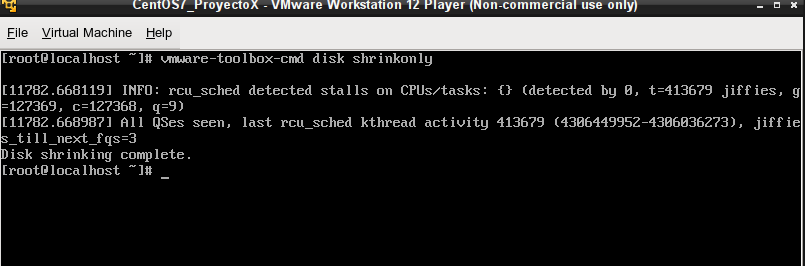 CentOS7_ProyectoX - VMware Workstation 12 Player (Non-commercial use only)
File Virtual Machine Help
[root@localhost ~]# vmware-toolbox-cmd disk shrinkonly
[11782.668119] INFO: rcu_sched detected stalls on CPUs/tasks: {} (detected by 0, t=413679 jiffies, g
=127369, c=127368, q=9)
[11782.668987] All QSes seen, last rcu_sched kthread activity 413679 (4306449952-4306036273), jiffie
s_till_next_fqs=3
Disk shrinking complete.
[root@localhost ~]# _